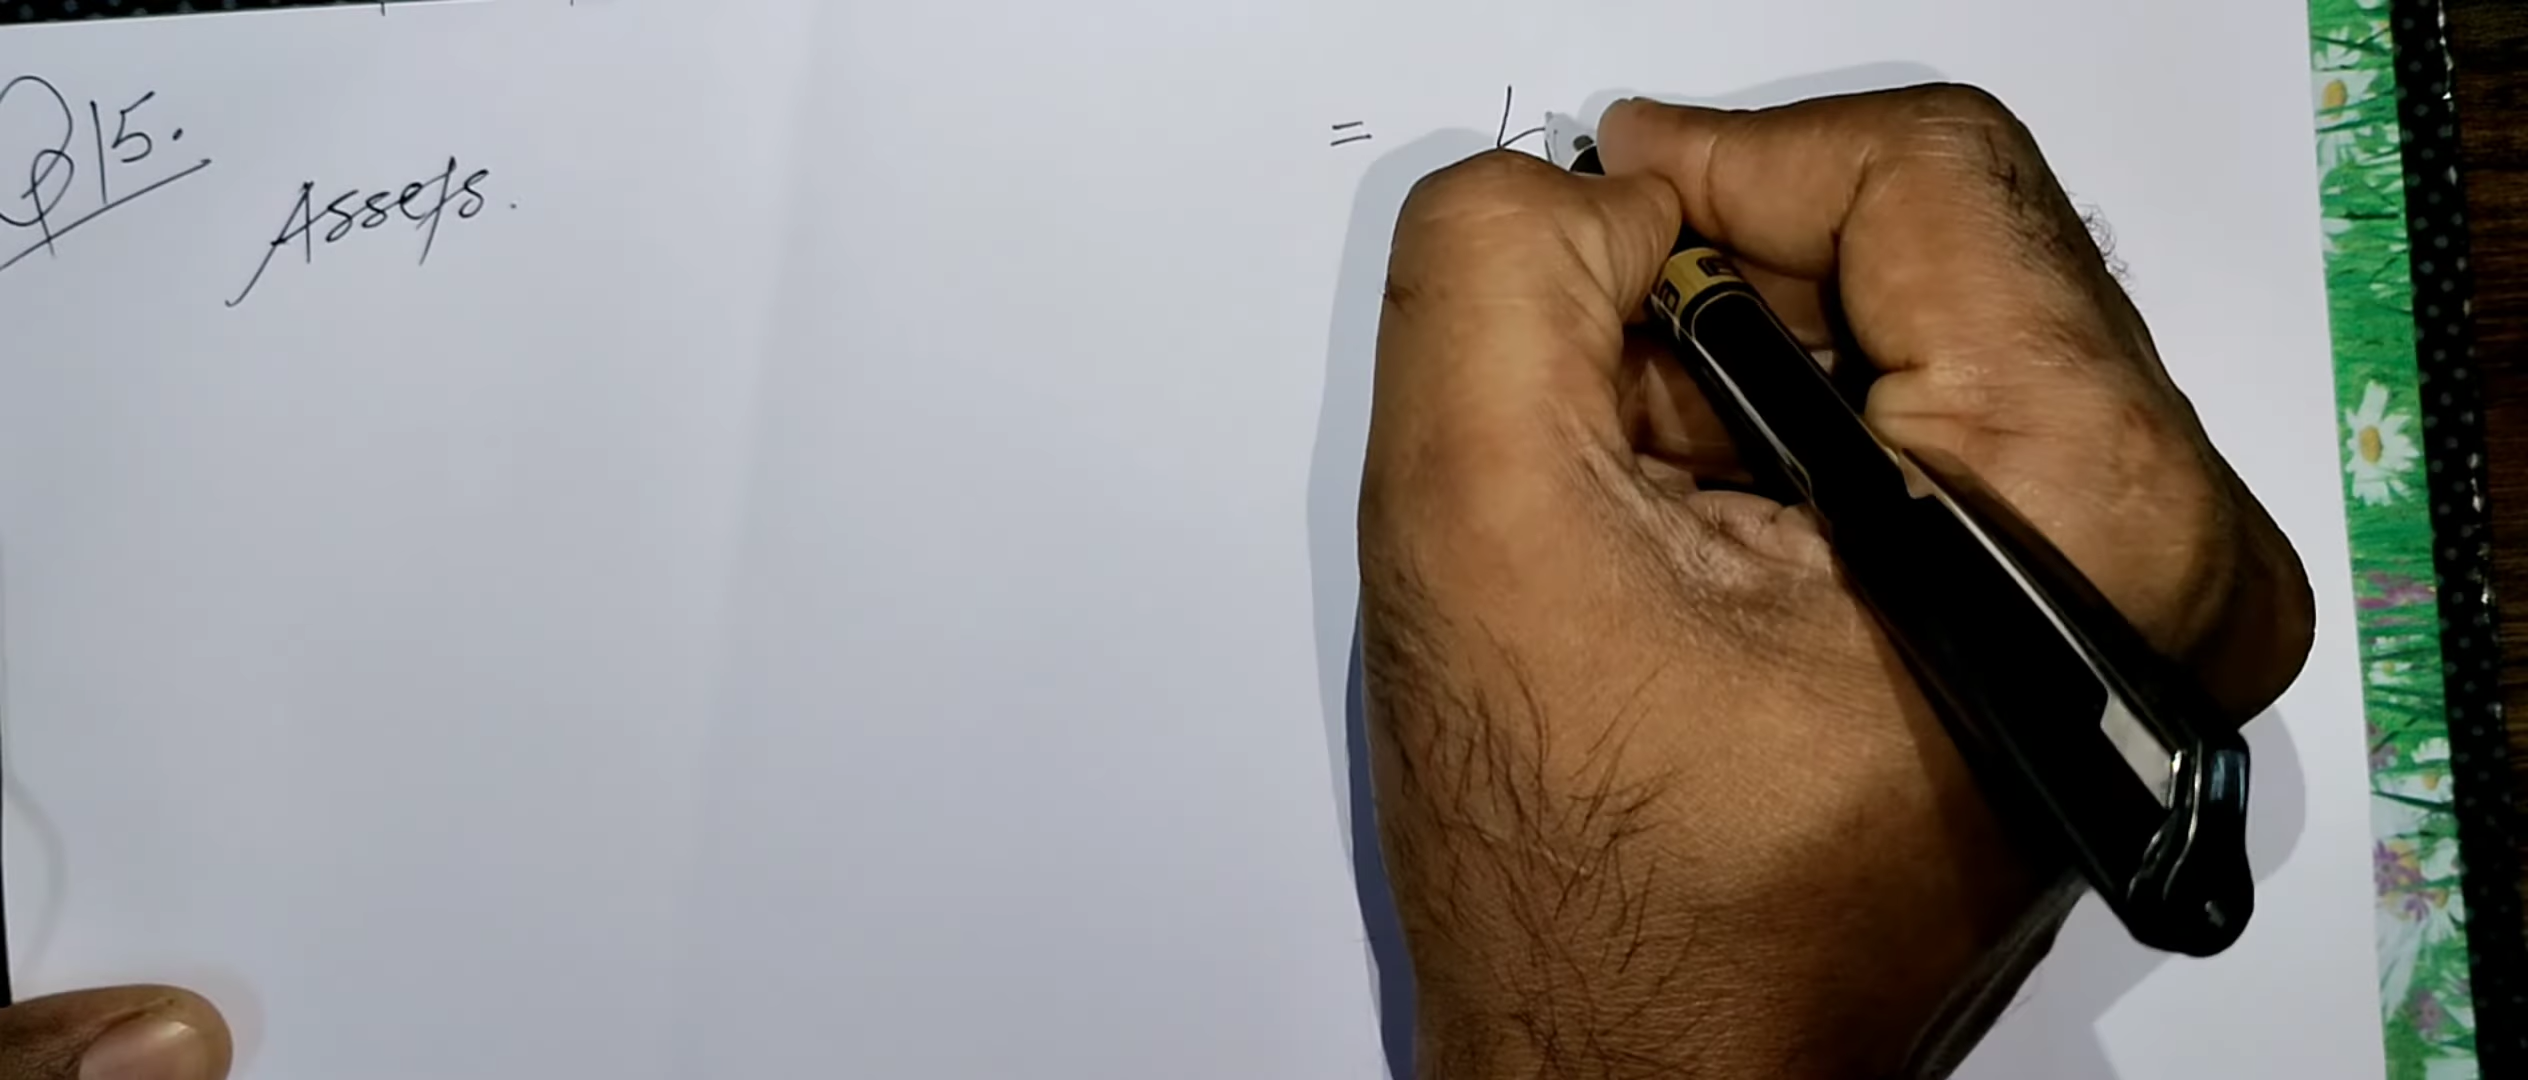 Q15.
Assets. =
L